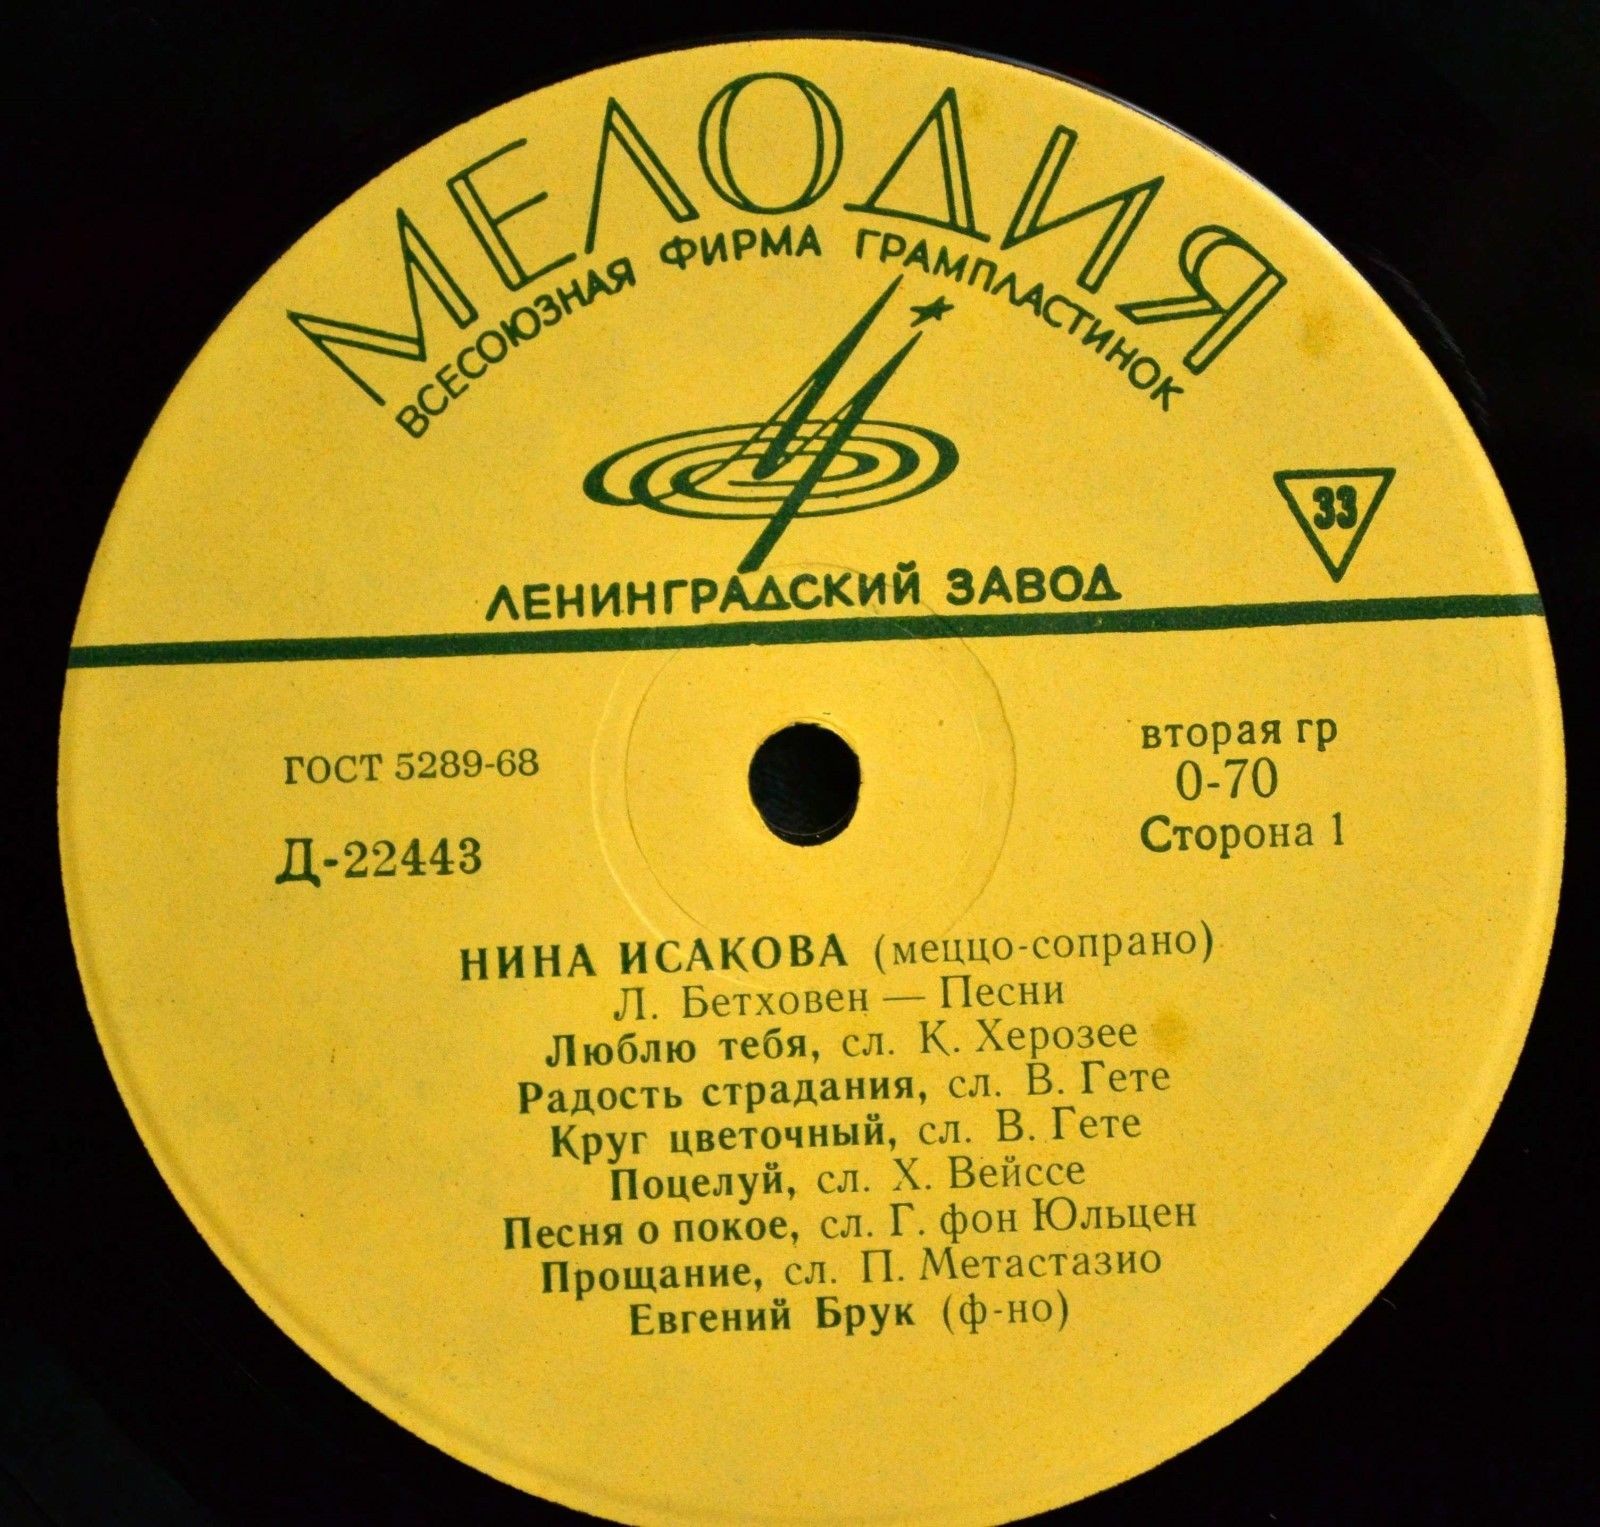 МЕЛОДИЯ
ВСЕСОЮЗНАЯ ФИРМА ГРАМПЛАСТИНОК
33
ЛЕНИНГРАДСКИЙ ЗАВОД
ГОСТ 5289-68
вторая гр
0-70
Д-22443
Сторона 1
НИНА ИСАКОВА (меццо-сопрано)
Л. Бетховен — Песни
Люблю тебя, сл. К. Херозее
Радость страдания, сл. В. Гете
Круг цветочный, сл. В. Гете
Поцелуй, сл. Х. Вейссе
Песня о покое, сл. Г. фон Юльцен
Прощание, сл. П. Метастазио
Евгений Брук (ф-но)